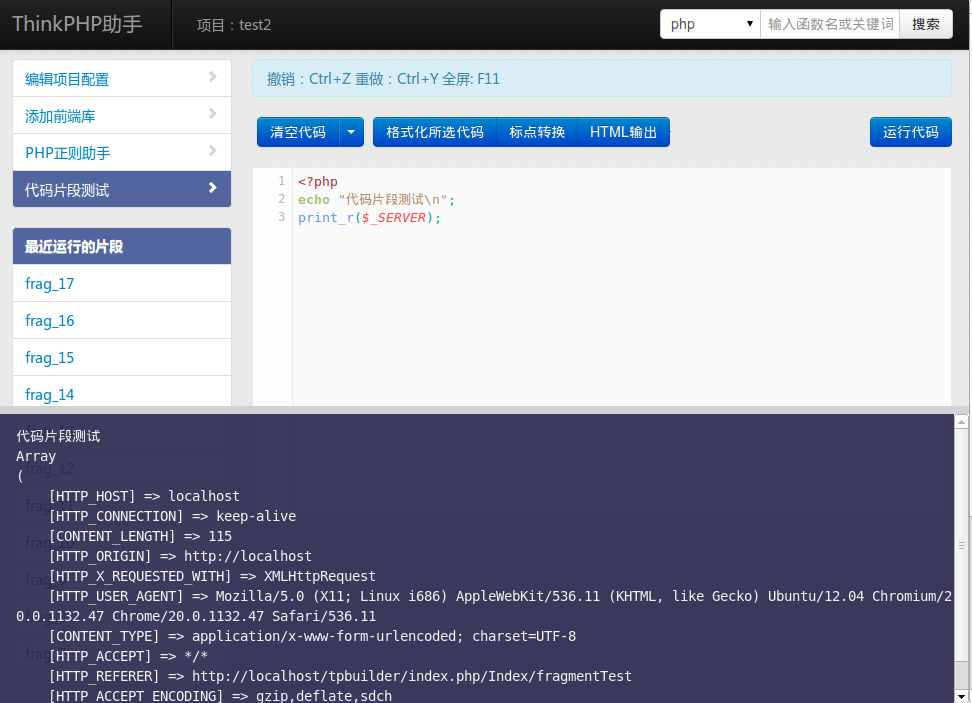 ThinkPHP助手 项目：test2 php 输入函数名或关键词 搜索
编辑项目配置
添加前端库
PHP正则助手
代码片段测试
最近运行的片段
frag_17
frag_16
frag_15
frag_14
撤销：Ctrl+Z 重做：Ctrl+Y 全屏: F11
清空代码 格式化所选代码 标点转换 HTML输出 运行代码
1 <?php
2 echo "代码片段测试\n";
3 print_r($_SERVER);
代码片段测试
Array
(
[HTTP_HOST] => localhost
[HTTP_CONNECTION] => keep-alive
[CONTENT_LENGTH] => 115
[HTTP_ORIGIN] => http://localhost
[HTTP_X_REQUESTED_WITH] => XMLHttpRequest
[HTTP_USER_AGENT] => Mozilla/5.0 (X11; Linux i686) AppleWebKit/536.11 (KHTML, like Gecko) Ubuntu/12.04 Chromium/2
0.0.1132.47 Chrome/20.0.1132.47 Safari/536.11
[CONTENT_TYPE] => application/x-www-form-urlencoded; charset=UTF-8
[HTTP_ACCEPT] => */*
[HTTP_REFERER] => http://localhost/tpbuilder/index.php/Index/fragmentTest
[HTTP_ACCEPT_ENCODING] => gzip,deflate,sdch
frag_12